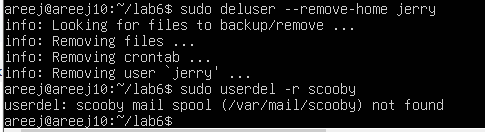 areej@areej10:~/lab6$ sudo deluser --remove-home jerry
info: Looking for files to backup/remove ...
info: Removing files ...
info: Removing crontab ...
info: Removing user `jerry' ...
areej@areej10:~/lab6$ sudo userdel -r scooby
userdel: scooby mail spool (/var/mail/scooby) not found
areej@areej10:~/lab6$